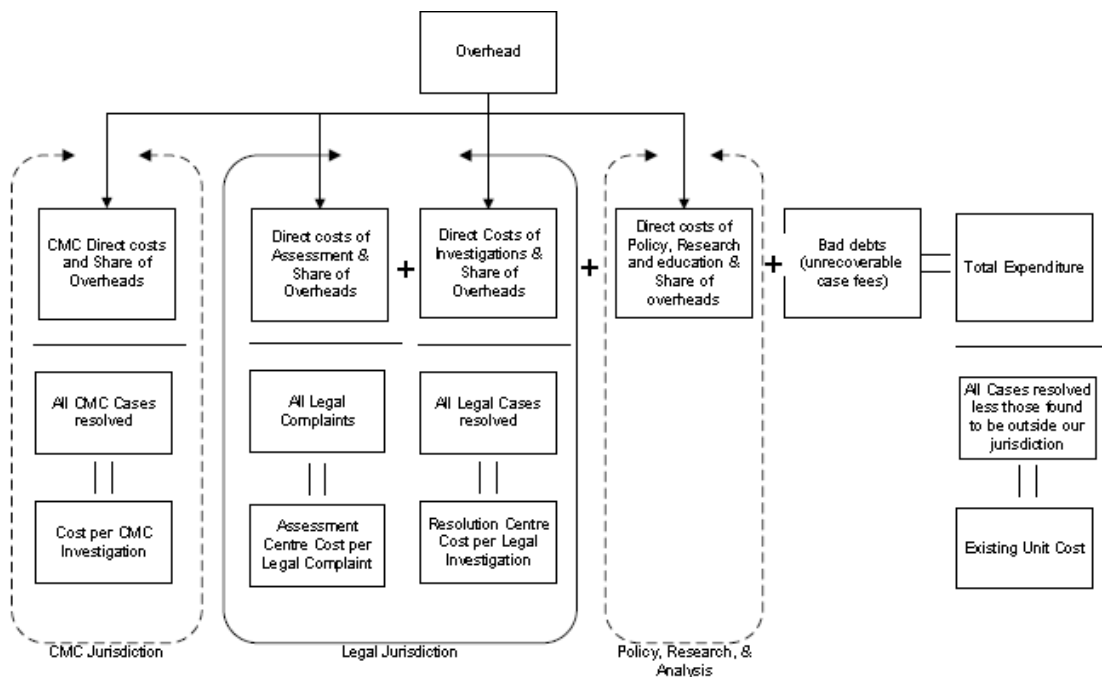 Overhead
CMC Direct costs
and Share of
Overheads
Direct costs of
Assessment &
Share of
Overheads
+
Direct Costs of
Investigations &
Share of
Overheads
+
Direct costs of
Policy, Research
and education &
Share of
overheads
+
Bad debts
(unrecoverable
case fees)
Total Expenditure
All CMC Cases
resolved
All Legal
Complaints
All Legal Cases
resolved
All Cases resolved
less those found
to be outside our
jurisdiction
Cost per CMC
Investigation
Assessment
Centre Cost per
Legal Complaint
Resolution Centre
Cost per Legal
Investigation
Existing Unit Cost
CMC Jurisdiction
Legal Jurisdiction
Policy, Research, &
Analysis